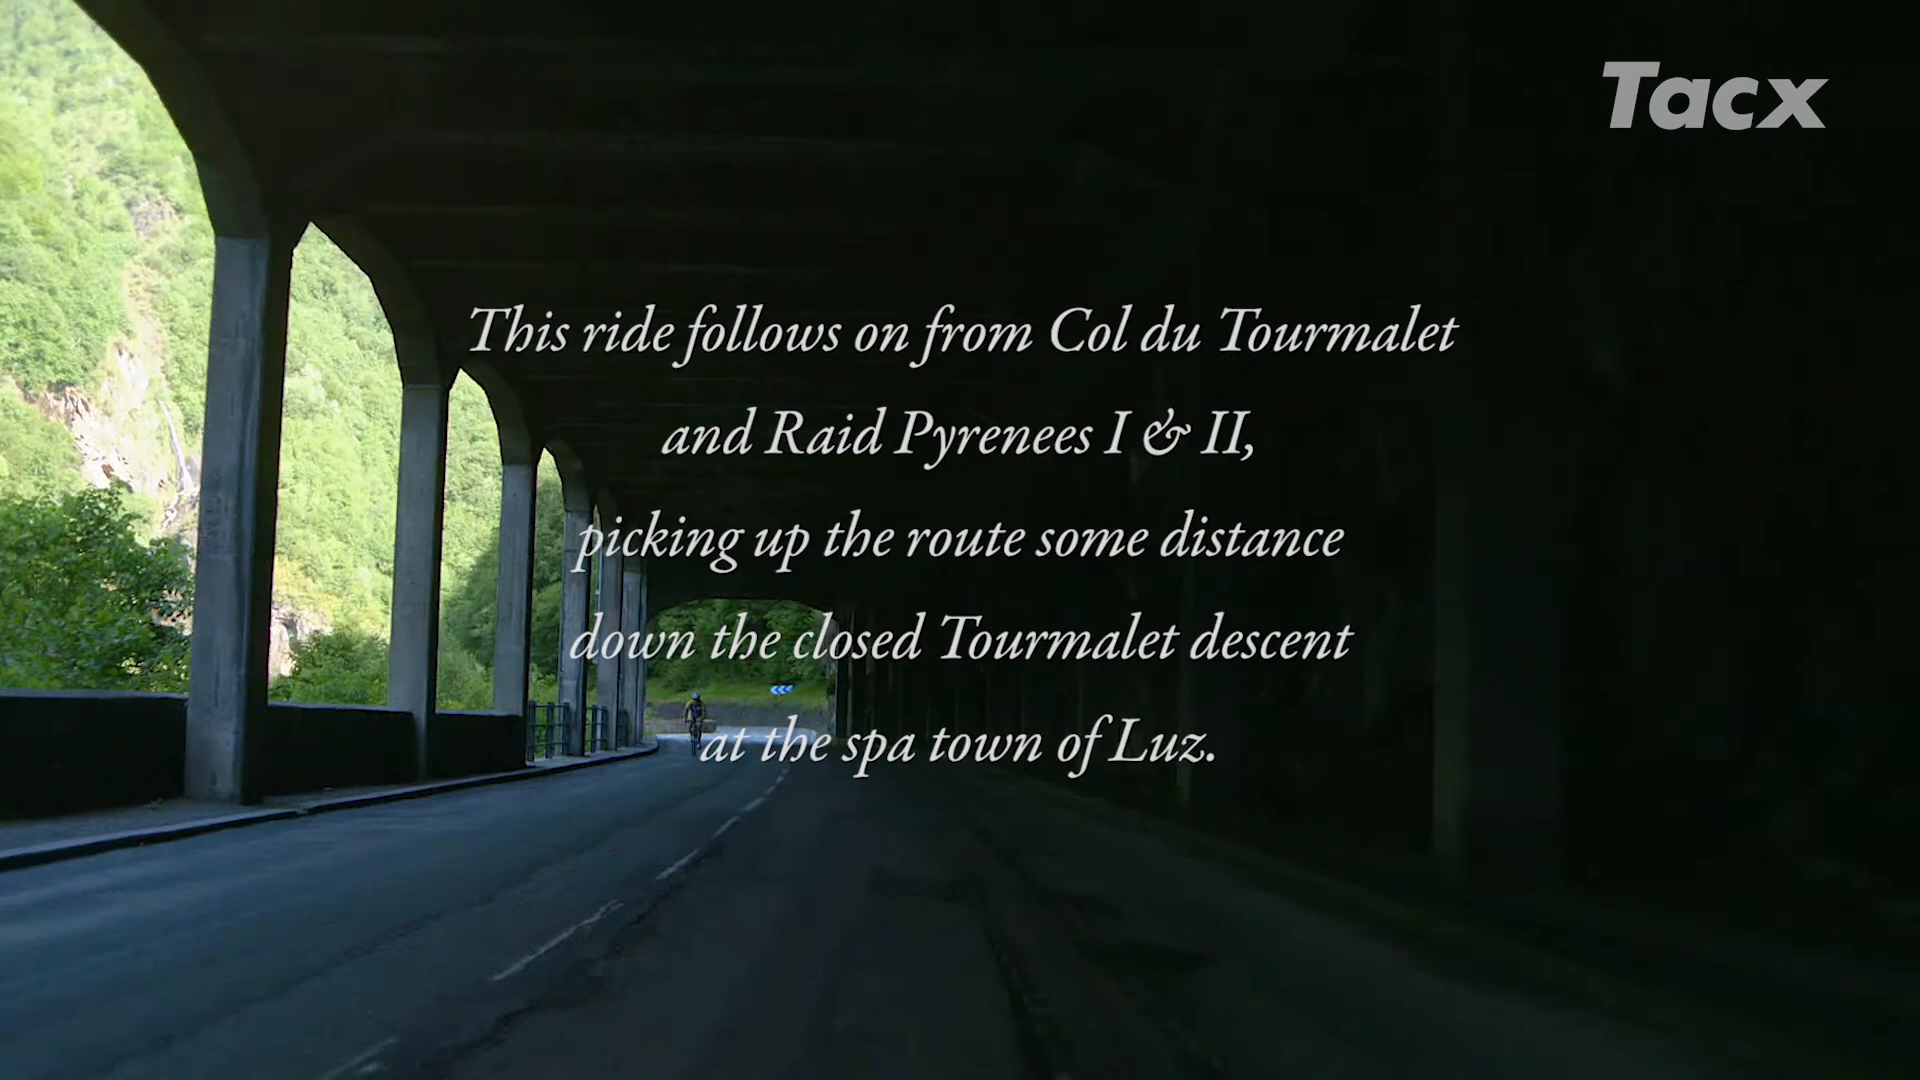 Tacx
This ride follows on from Col du Tourmalet
and Raid Pyrenees I & II,
picking up the route some distance
down the closed Tourmalet descent
at the spa town of Luz.